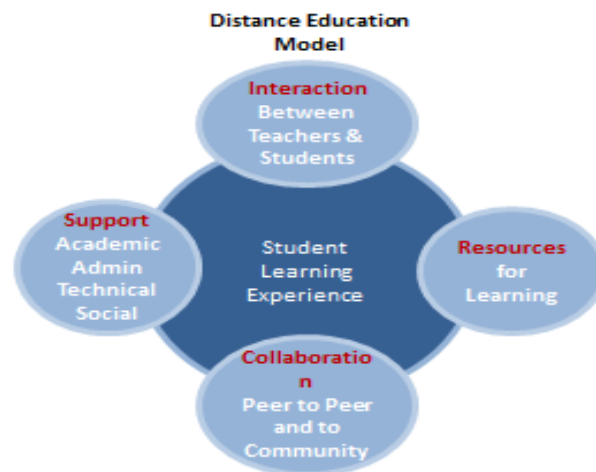 Distance Education
Model
Interaction
Between
Teachers &
Students
Support
Academic
Admin
Technical
Social
Student
Learning
Experience
Resources
for
Learning
Collaboratio
n
Peer to Peer
and to
Community